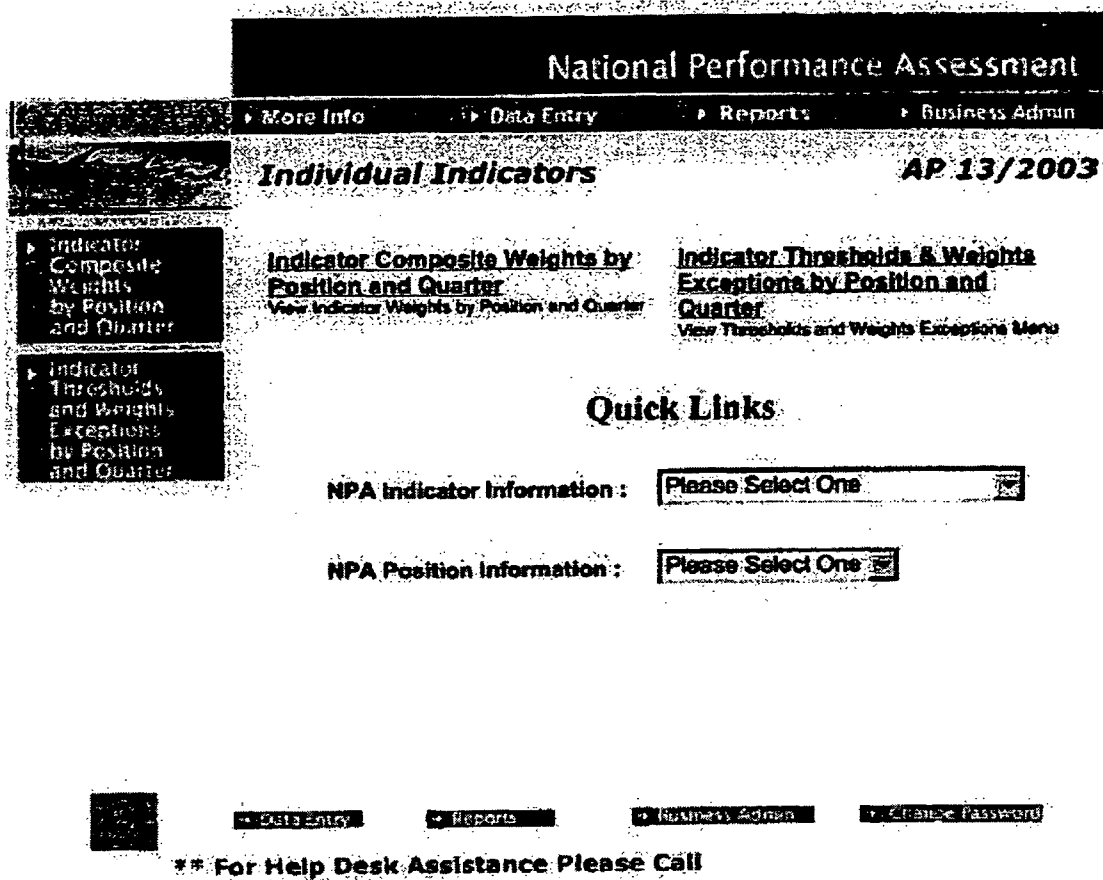 National Performance Assessment
More Info
Data Entry
Reports
Business Admin
Individual Indicators
AP 13/2003
Indicator
Composite
Weights
by Position
and Quarter
Indicator
Thresholds
and Weights
Exceptions
by Position
and Quarter
Indicator Composite Weights by
Position and Quarter
View Indicator Weights by Position and Quarter
Indicator Thresholds & Weights
Exceptions by Position and
Quarter
View Thresholds and Weights Exceptions Menu
Quick Links
NPA Indicator Information :
Please Select One
NPA Position Information :
Please Select One
Data Entry
Reports
Business Admin
Change Password
** For Help Desk Assistance Please Call